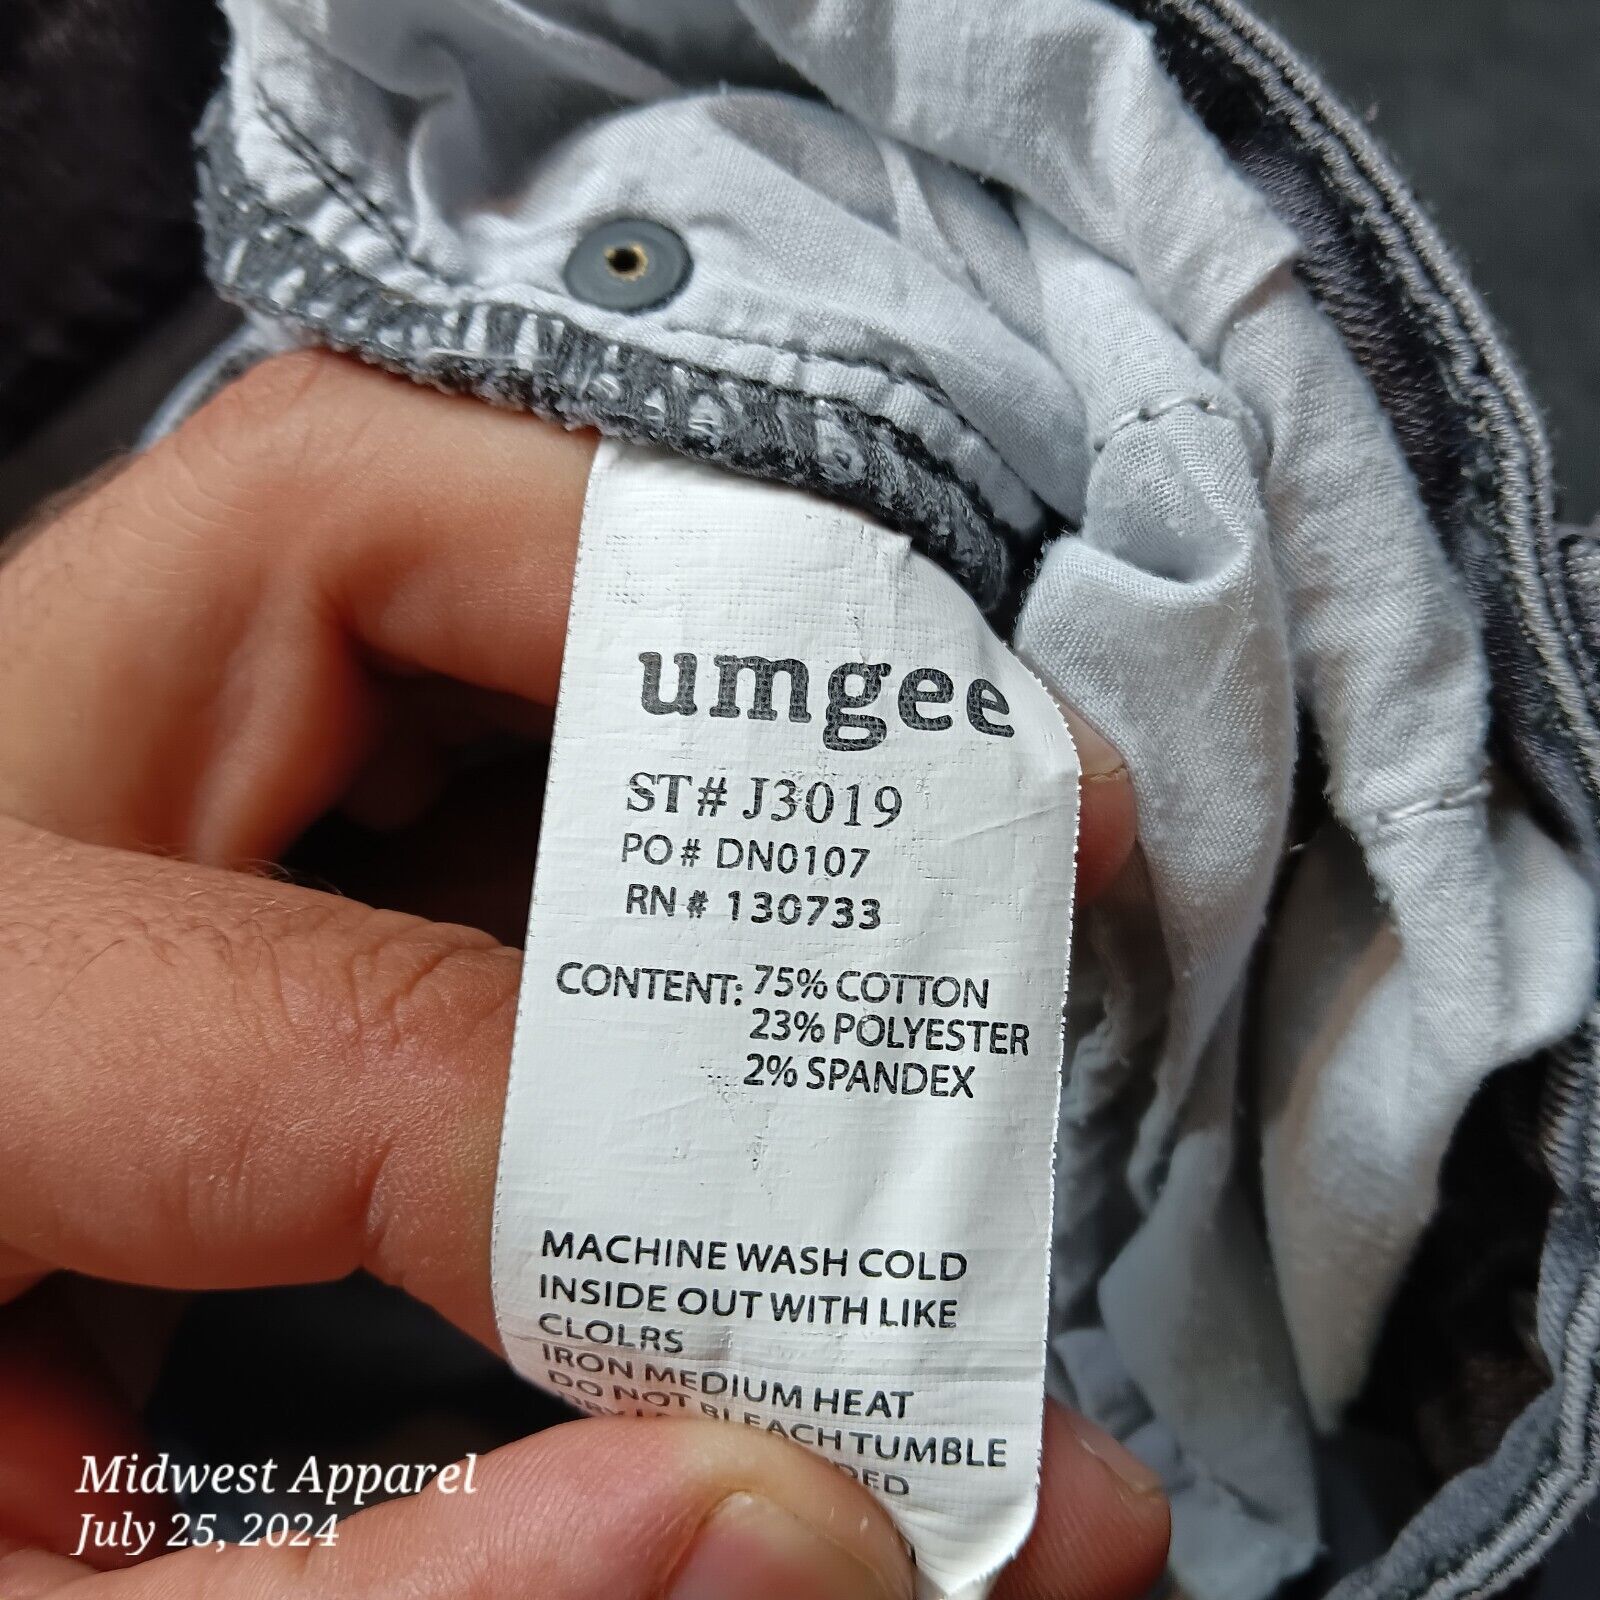 umgee
ST# J3019
PO# DN0107
RN# 130733
CONTENT: 75% COTTON
23% POLYESTER
2% SPANDEX
MACHINE WASH COLD
INSIDE OUT WITH LIKE
CLOLRS
IRON MEDIUM HEAT
DO NOT BLEACH TUMBLE
Midwest Apparel
July 25, 2024